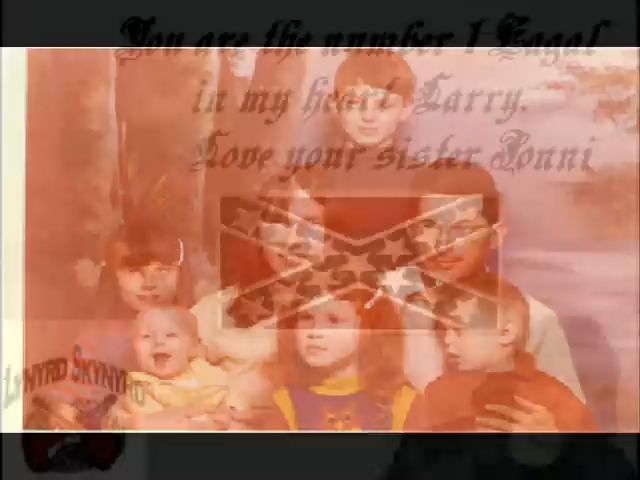 You are the number 1 Eagal
in my heart Larry.
Love your sister Jonni
LYNYRD SKYNYRD